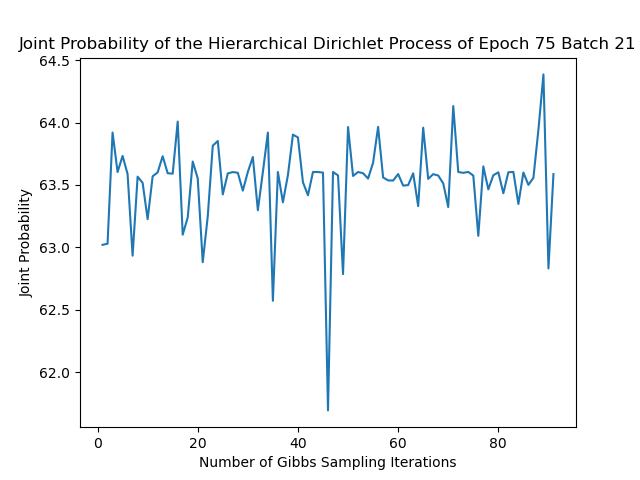 Joint Probability of the Hierarchical Dirichlet Process of Epoch 75 Batch 21
64.5
64.0
63.5
63.0
62.5
62.0
Joint Probability
0 20 40 60 80
Number of Gibbs Sampling Iterations